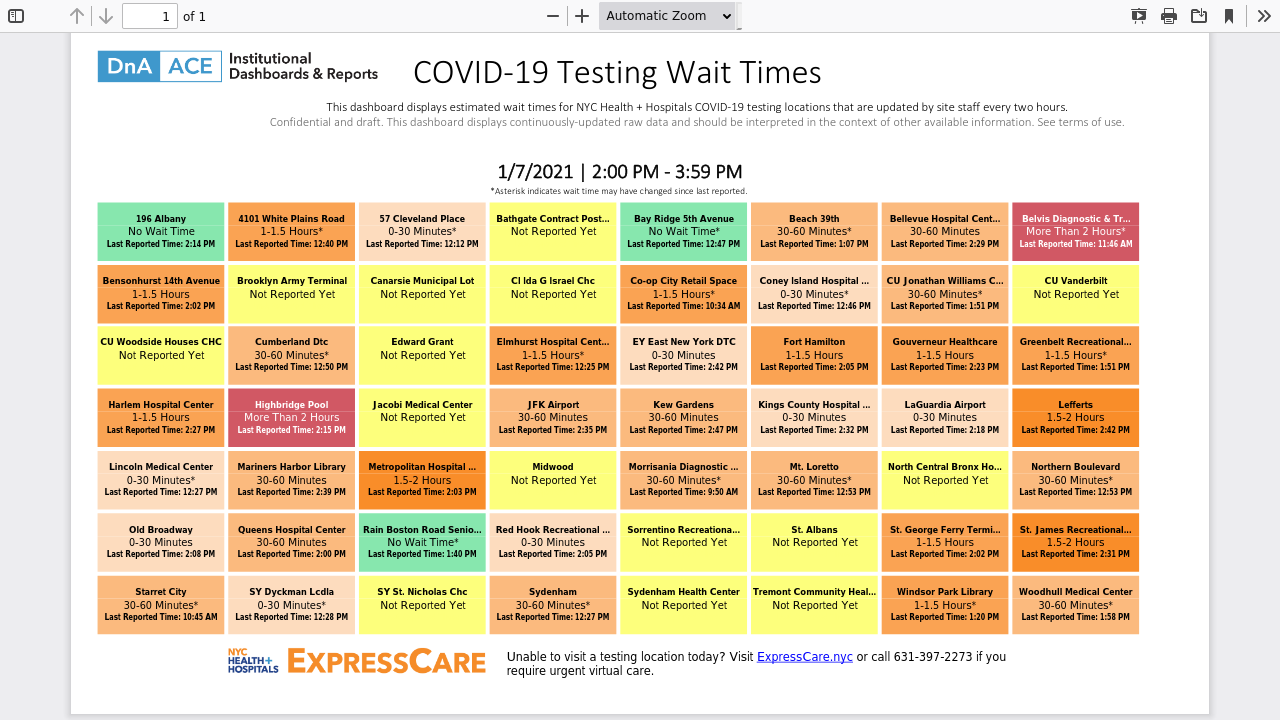 1 of 1 Automatic Zoom
DnA ACE Institutional
Dashboards & Reports
COVID-19 Testing Wait Times
This dashboard displays estimated wait times for NYC Health + Hospitals COVID-19 testing locations that are updated by site staff every two hours.
Confidential and draft. This dashboard displays continuously-updated raw data and should be interpreted in the context of other available information. See terms of use.
1/7/2021 | 2:00 PM - 3:59 PM
*Asterisk indicates wait time may have changed since last reported.
196 Albany
No Wait Time
Last Reported Time: 2:14 PM
4101 White Plains Road
1-1.5 Hours*
Last Reported Time: 12:40 PM
57 Cleveland Place
0-30 Minutes*
Last Reported Time: 12:12 PM
Bathgate Contract Post...
Not Reported Yet
Bay Ridge 5th Avenue
No Wait Time*
Last Reported Time: 12:47 PM
Beach 39th
30-60 Minutes*
Last Reported Time: 1:07 PM
Bellevue Hospital Cent...
30-60 Minutes
Last Reported Time: 2:29 PM
Belvis Diagnostic & Tr...
More Than 2 Hours*
Last Reported Time: 11:46 AM
Bensonhurst 14th Avenue
1-1.5 Hours
Last Reported Time: 2:02 PM
Brooklyn Army Terminal
Not Reported Yet
Canarsie Municipal Lot
Not Reported Yet
CI Ida G Israel Chc
Not Reported Yet
Co-op City Retail Space
1-1.5 Hours*
Last Reported Time: 10:34 AM
Coney Island Hospital ...
0-30 Minutes*
Last Reported Time: 12:46 PM
CU Jonathan Williams C...
30-60 Minutes*
Last Reported Time: 1:51 PM
CU Vanderbilt
Not Reported Yet
CU Woodside Houses CHC
Not Reported Yet
Cumberland Dtc
30-60 Minutes*
Last Reported Time: 12:50 PM
Edward Grant
Not Reported Yet
Elmhurst Hospital Cent...
1-1.5 Hours*
Last Reported Time: 12:25 PM
EY East New York DTC
0-30 Minutes
Last Reported Time: 2:42 PM
Fort Hamilton
1-1.5 Hours
Last Reported Time: 2:05 PM
Gouverneur Healthcare
1-1.5 Hours
Last Reported Time: 2:23 PM
Greenbelt Recreational...
1-1.5 Hours*
Last Reported Time: 1:51 PM
Harlem Hospital Center
1-1.5 Hours
Last Reported Time: 2:27 PM
Highbridge Pool
More Than 2 Hours
Last Reported Time: 2:15 PM
Jacobi Medical Center
Not Reported Yet
JFK Airport
30-60 Minutes
Last Reported Time: 2:35 PM
Kew Gardens
30-60 Minutes
Last Reported Time: 2:47 PM
Kings County Hospital ...
0-30 Minutes
Last Reported Time: 2:32 PM
LaGuardia Airport
0-30 Minutes
Last Reported Time: 2:18 PM
Lefferts
1.5-2 Hours
Last Reported Time: 2:42 PM
Lincoln Medical Center
0-30 Minutes*
Last Reported Time: 12:27 PM
Mariners Harbor Library
30-60 Minutes
Last Reported Time: 2:39 PM
Metropolitan Hospital ...
1.5-2 Hours
Last Reported Time: 2:03 PM
Midwood
Not Reported Yet
Morrisania Diagnostic ...
30-60 Minutes*
Last Reported Time: 9:50 AM
Mt. Loretto
30-60 Minutes*
Last Reported Time: 12:53 PM
North Central Bronx Ho...
Not Reported Yet
Northern Boulevard
30-60 Minutes*
Last Reported Time: 12:53 PM
Old Broadway
0-30 Minutes
Last Reported Time: 2:08 PM
Queens Hospital Center
30-60 Minutes
Last Reported Time: 2:00 PM
Rain Boston Road Senio...
No Wait Time*
Last Reported Time: 1:40 PM
Red Hook Recreational ...
0-30 Minutes
Last Reported Time: 2:05 PM
Sorrentino Recreationa...
Not Reported Yet
St. Albans
Not Reported Yet
St. George Ferry Termi...
1-1.5 Hours
Last Reported Time: 2:02 PM
St. James Recreational...
1.5-2 Hours
Last Reported Time: 2:31 PM
Starret City
30-60 Minutes*
Last Reported Time: 10:45 AM
SY Dyckman Lcdla
0-30 Minutes*
Last Reported Time: 12:28 PM
SY St. Nicholas Chc
Not Reported Yet
Sydenham
30-60 Minutes*
Last Reported Time: 12:27 PM
Sydenham Health Center
Not Reported Yet
Tremont Community Heal...
Not Reported Yet
Windsor Park Library
1-1.5 Hours*
Last Reported Time: 1:20 PM
Woodhull Medical Center
30-60 Minutes*
Last Reported Time: 1:58 PM
NYC
HEALTH+
HOSPITALS
EXPRESSCARE
Unable to visit a testing location today? Visit ExpressCare.nyc or call 631-397-2273 if you
require urgent virtual care.